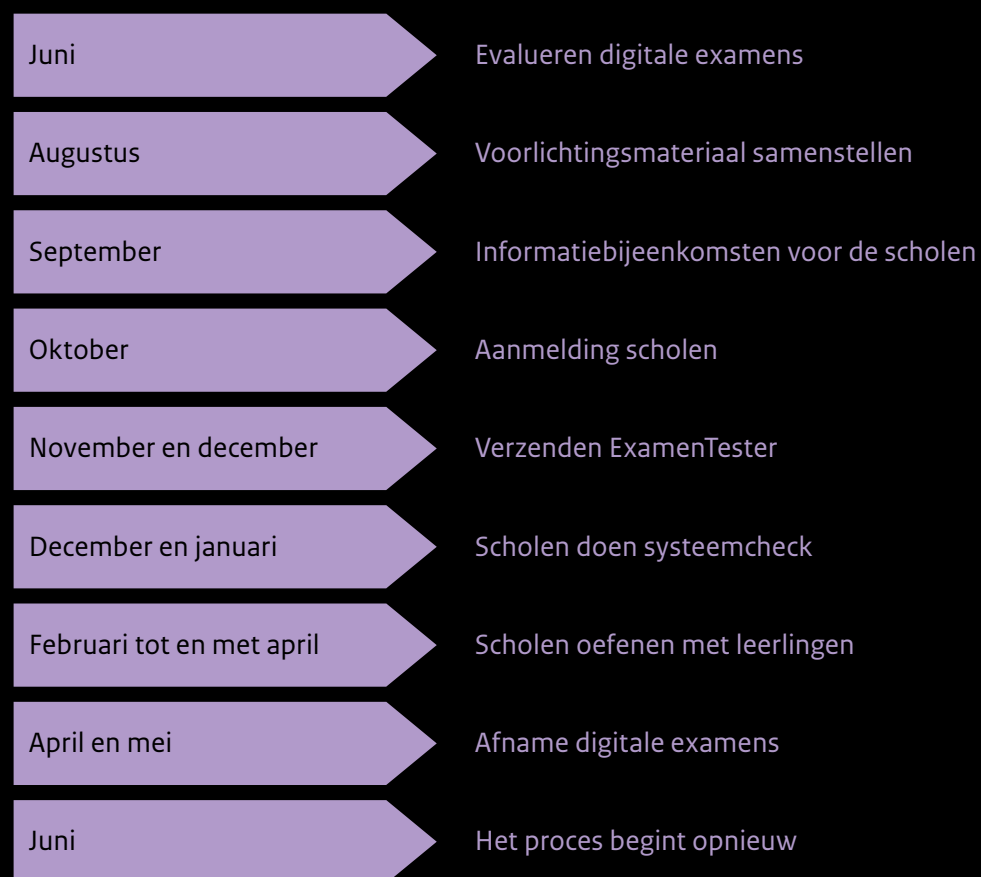 Juni
Evalueren digitale examens
Augustus
Voorlichtingsmateriaal samenstellen
September
Informatiebijeenkomsten voor de scholen
Oktober
Aanmelding scholen
November en december
Verzenden ExamenTester
December en januari
Scholen doen systeemcheck
Februari tot en met april
Scholen oefenen met leerlingen
April en mei
Afname digitale examens
Juni
Het proces begint opnieuw